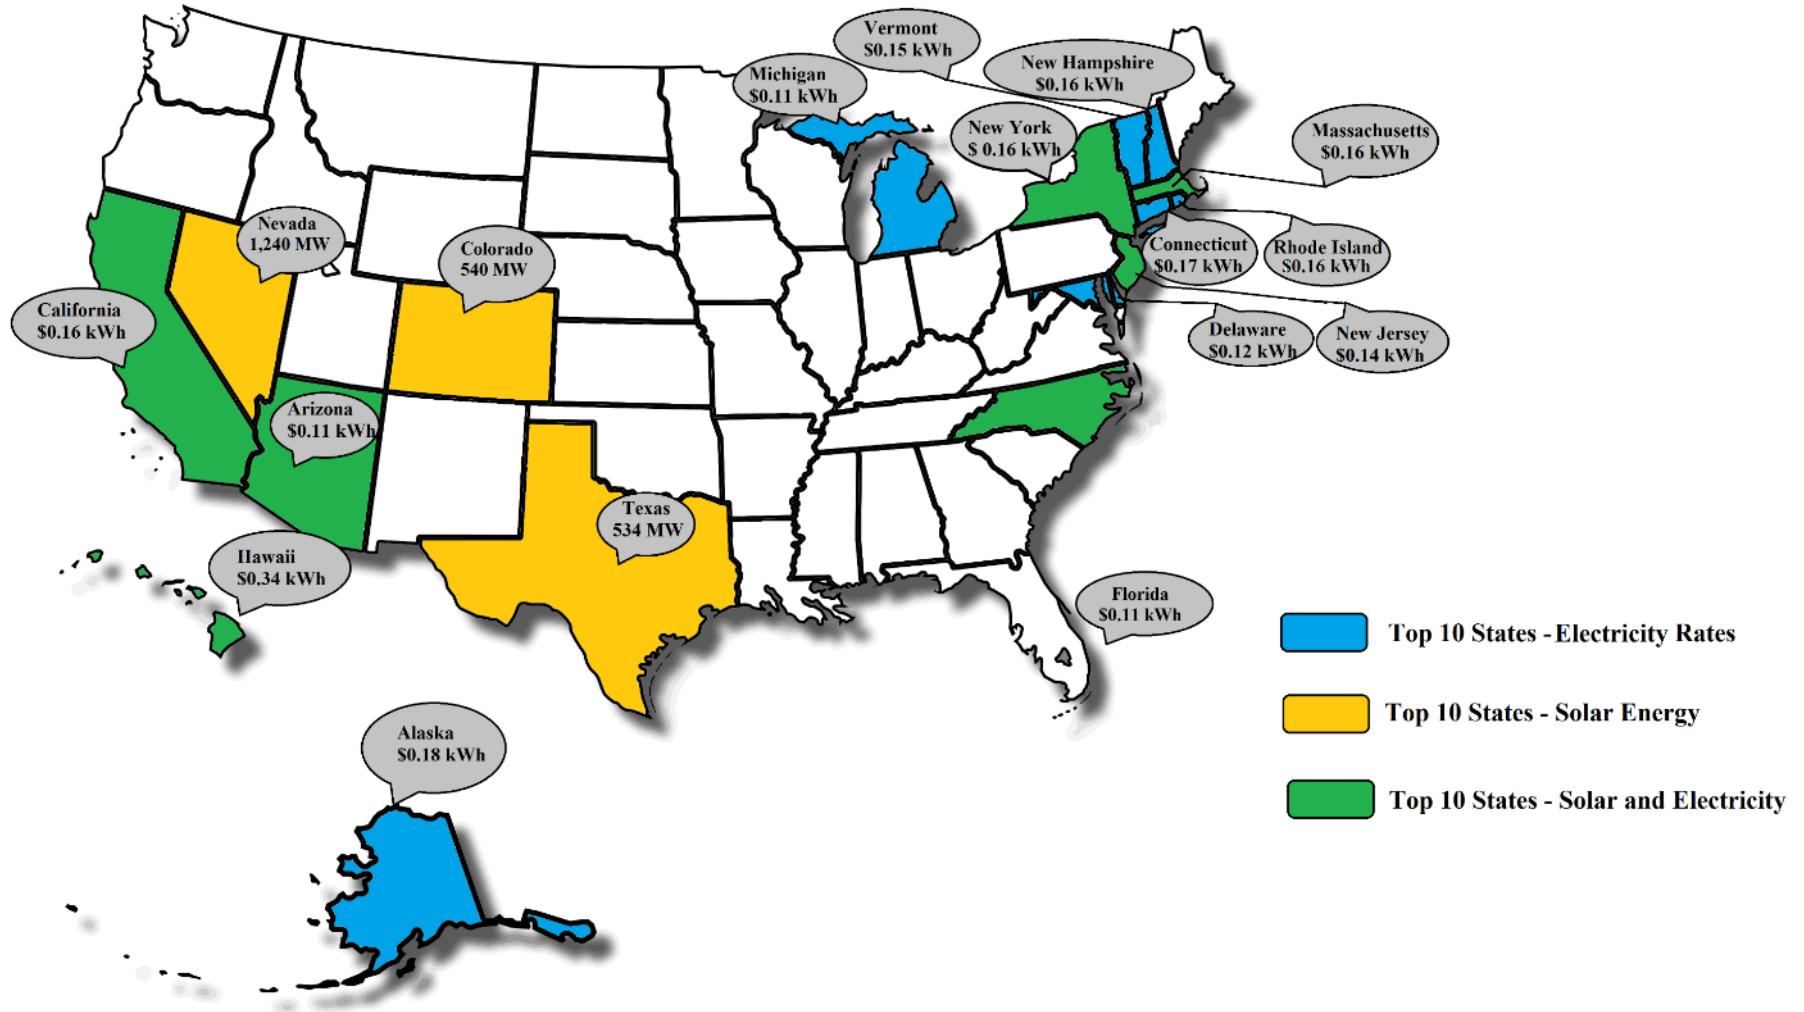 Vermont
$0.15 kWh
New Hampshire
$0.16 kWh
Michigan
$0.11 kWh
New York
$ 0.16 kWh
Massachusetts
$0.16 kWh
Nevada
1,240 MW
Colorado
540 MW
Connecticut
$0.17 kWh
Rhode Island
$0.16 kWh
California
$0.16 kWh
Delaware
$0.12 kWh
New Jersey
$0.14 kWh
Arizona
$0.11 kWh
Texas
534 MW
Hawaii
$0.34 kWh
Florida
$0.11 kWh
Alaska
$0.18 kWh
Top 10 States - Electricity Rates
Top 10 States - Solar Energy
Top 10 States - Solar and Electricity